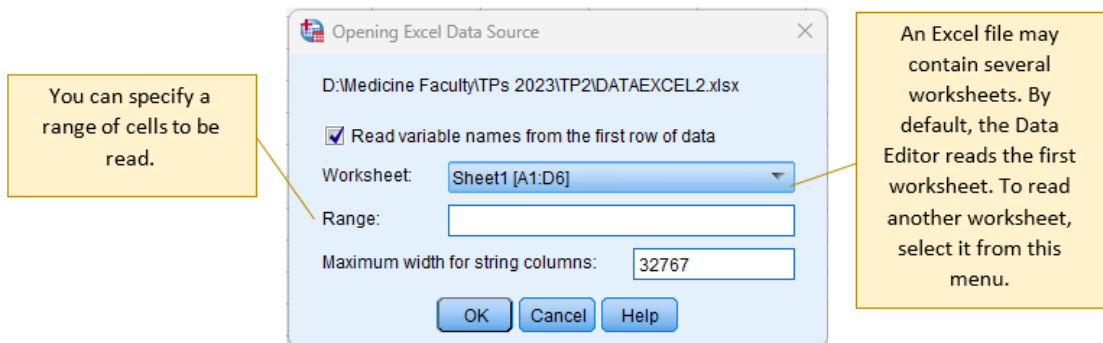 Opening Excel Data Source
You can specify a
range of cells to be
read.
D:\Medicine Faculty\TPs 2023\TP2\DATAEXCEL2.xlsx
Read variable names from the first row of data
Worksheet: Sheet1 [A1:D6]
Range:
Maximum width for string columns: 32767
OK Cancel Help
An Excel file may
contain several
worksheets. By
default, the Data
Editor reads the first
worksheet. To read
another worksheet,
select it from this
menu.